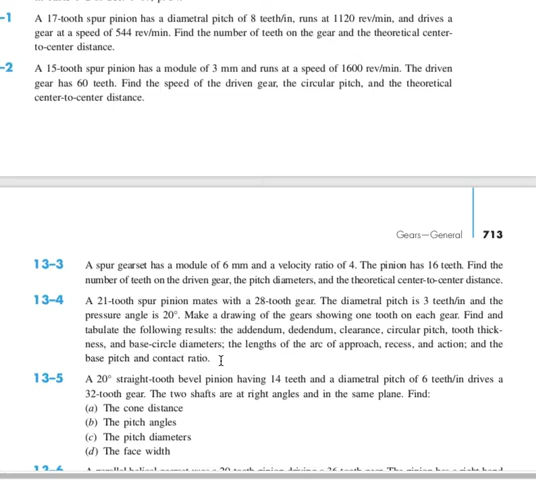 –1 A 17-tooth spur pinion has a diametral pitch of 8 teeth/in, runs at 1120 rev/min, and drives a
gear at a speed of 544 rev/min. Find the number of teeth on the gear and the theoretical center-
to-center distance.
–2 A 15-tooth spur pinion has a module of 3 mm and runs at a speed of 1600 rev/min. The driven
gear has 60 teeth. Find the speed of the driven gear, the circular pitch, and the theoretical
center-to-center distance.
Gears—General 713
13–3 A spur gearset has a module of 6 mm and a velocity ratio of 4. The pinion has 16 teeth. Find the
number of teeth on the driven gear, the pitch diameters, and the theoretical center-to-center distance.
13–4 A 21-tooth spur pinion mates with a 28-tooth gear. The diametral pitch is 3 teeth/in and the
pressure angle is 20°. Make a drawing of the gears showing one tooth on each gear. Find and
tabulate the following results: the addendum, dedendum, clearance, circular pitch, tooth thick-
ness, and base-circle diameters; the lengths of the arc of approach, recess, and action; and the
base pitch and contact ratio.
13–5 A 20° straight-tooth bevel pinion having 14 teeth and a diametral pitch of 6 teeth/in drives a
32-tooth gear. The two shafts are at right angles and in the same plane. Find:
(a) The cone distance
(b) The pitch angles
(c) The pitch diameters
(d) The face width